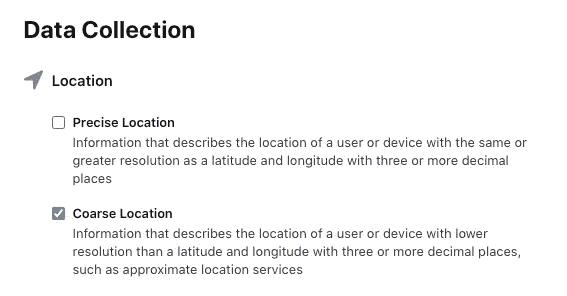 Data Collection
Location
Precise Location
Information that describes the location of a user or device with the same or
greater resolution as a latitude and longitude with three or more decimal
places
Coarse Location
Information that describes the location of a user or device with lower
resolution than a latitude and longitude with three or more decimal places,
such as approximate location services